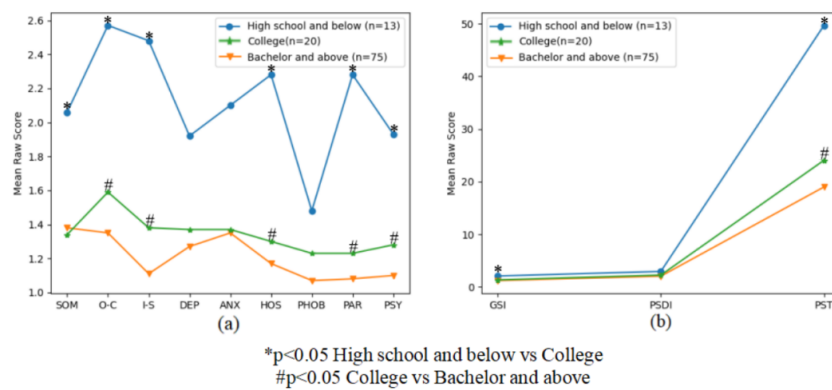 High school and below (n=13)
College(n=20)
Bachelor and above (n=75)
Mean Raw Score
2.6
2.4
2.2
2.0
1.8
1.6
1.4
1.2
1.0
* * * * * *
# # # # #
SOM O-C I-S DEP ANX HOS PHOB PAR PSY
(a)
High school and below (n=13)
College(n=20)
Bachelor and above (n=75)
Mean Raw Score
50
40
30
20
10
0
* *
#
GSI PSDI PST
(b)
*p<0.05 High school and below vs College
#p<0.05 College vs Bachelor and above